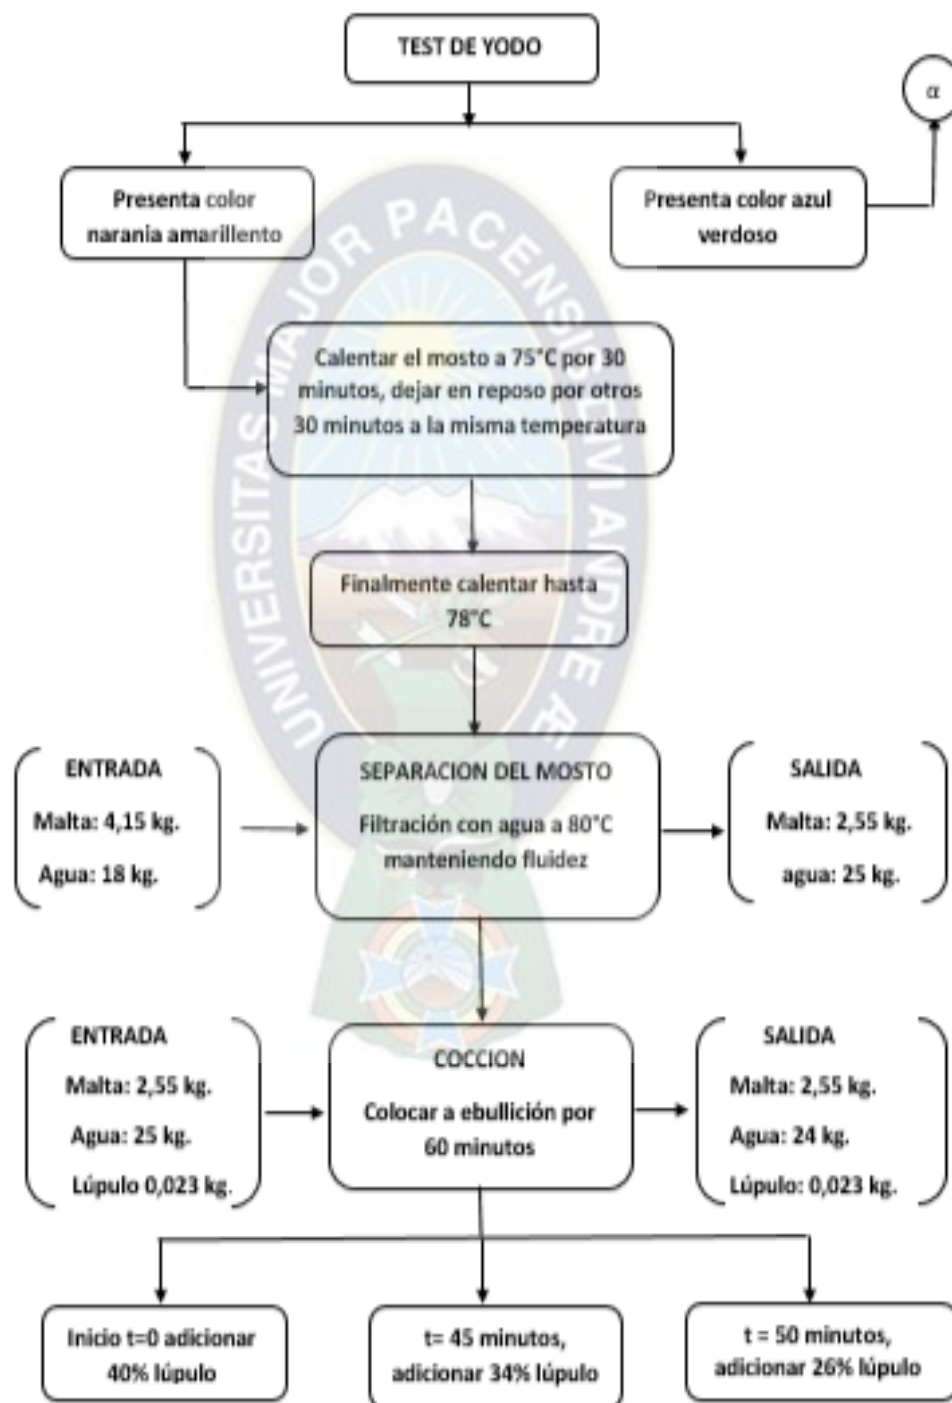 TEST DE YODO
α
Presenta color
narania amarillento
Presenta color azul
verdoso
Calentar el mosto a 75°C por 30
minutos, dejar en reposo por otros
30 minutos a la misma temperatura
Finalmente calentar hasta
78°C
ENTRADA
Malta: 4,15 kg.
Agua: 18 kg.
SEPARACION DEL MOSTO
Filtración con agua a 80°C
manteniendo fluidez
SALIDA
Malta: 2,55 kg.
agua: 25 kg.
ENTRADA
Malta: 2,55 kg.
Agua: 25 kg.
Lúpulo 0,023 kg.
COCCION
Colocar a ebullición por
60 minutos
SALIDA
Malta: 2,55 kg.
Agua: 24 kg.
Lúpulo: 0,023 kg.
Inicio t=0 adicionar
40% lúpulo
t= 45 minutos,
adicionar 34% lúpulo
t = 50 minutos,
adicionar 26% lúpulo
UNIVERSITAS MAJOR PACENSIS DIVI ANDRE Æ